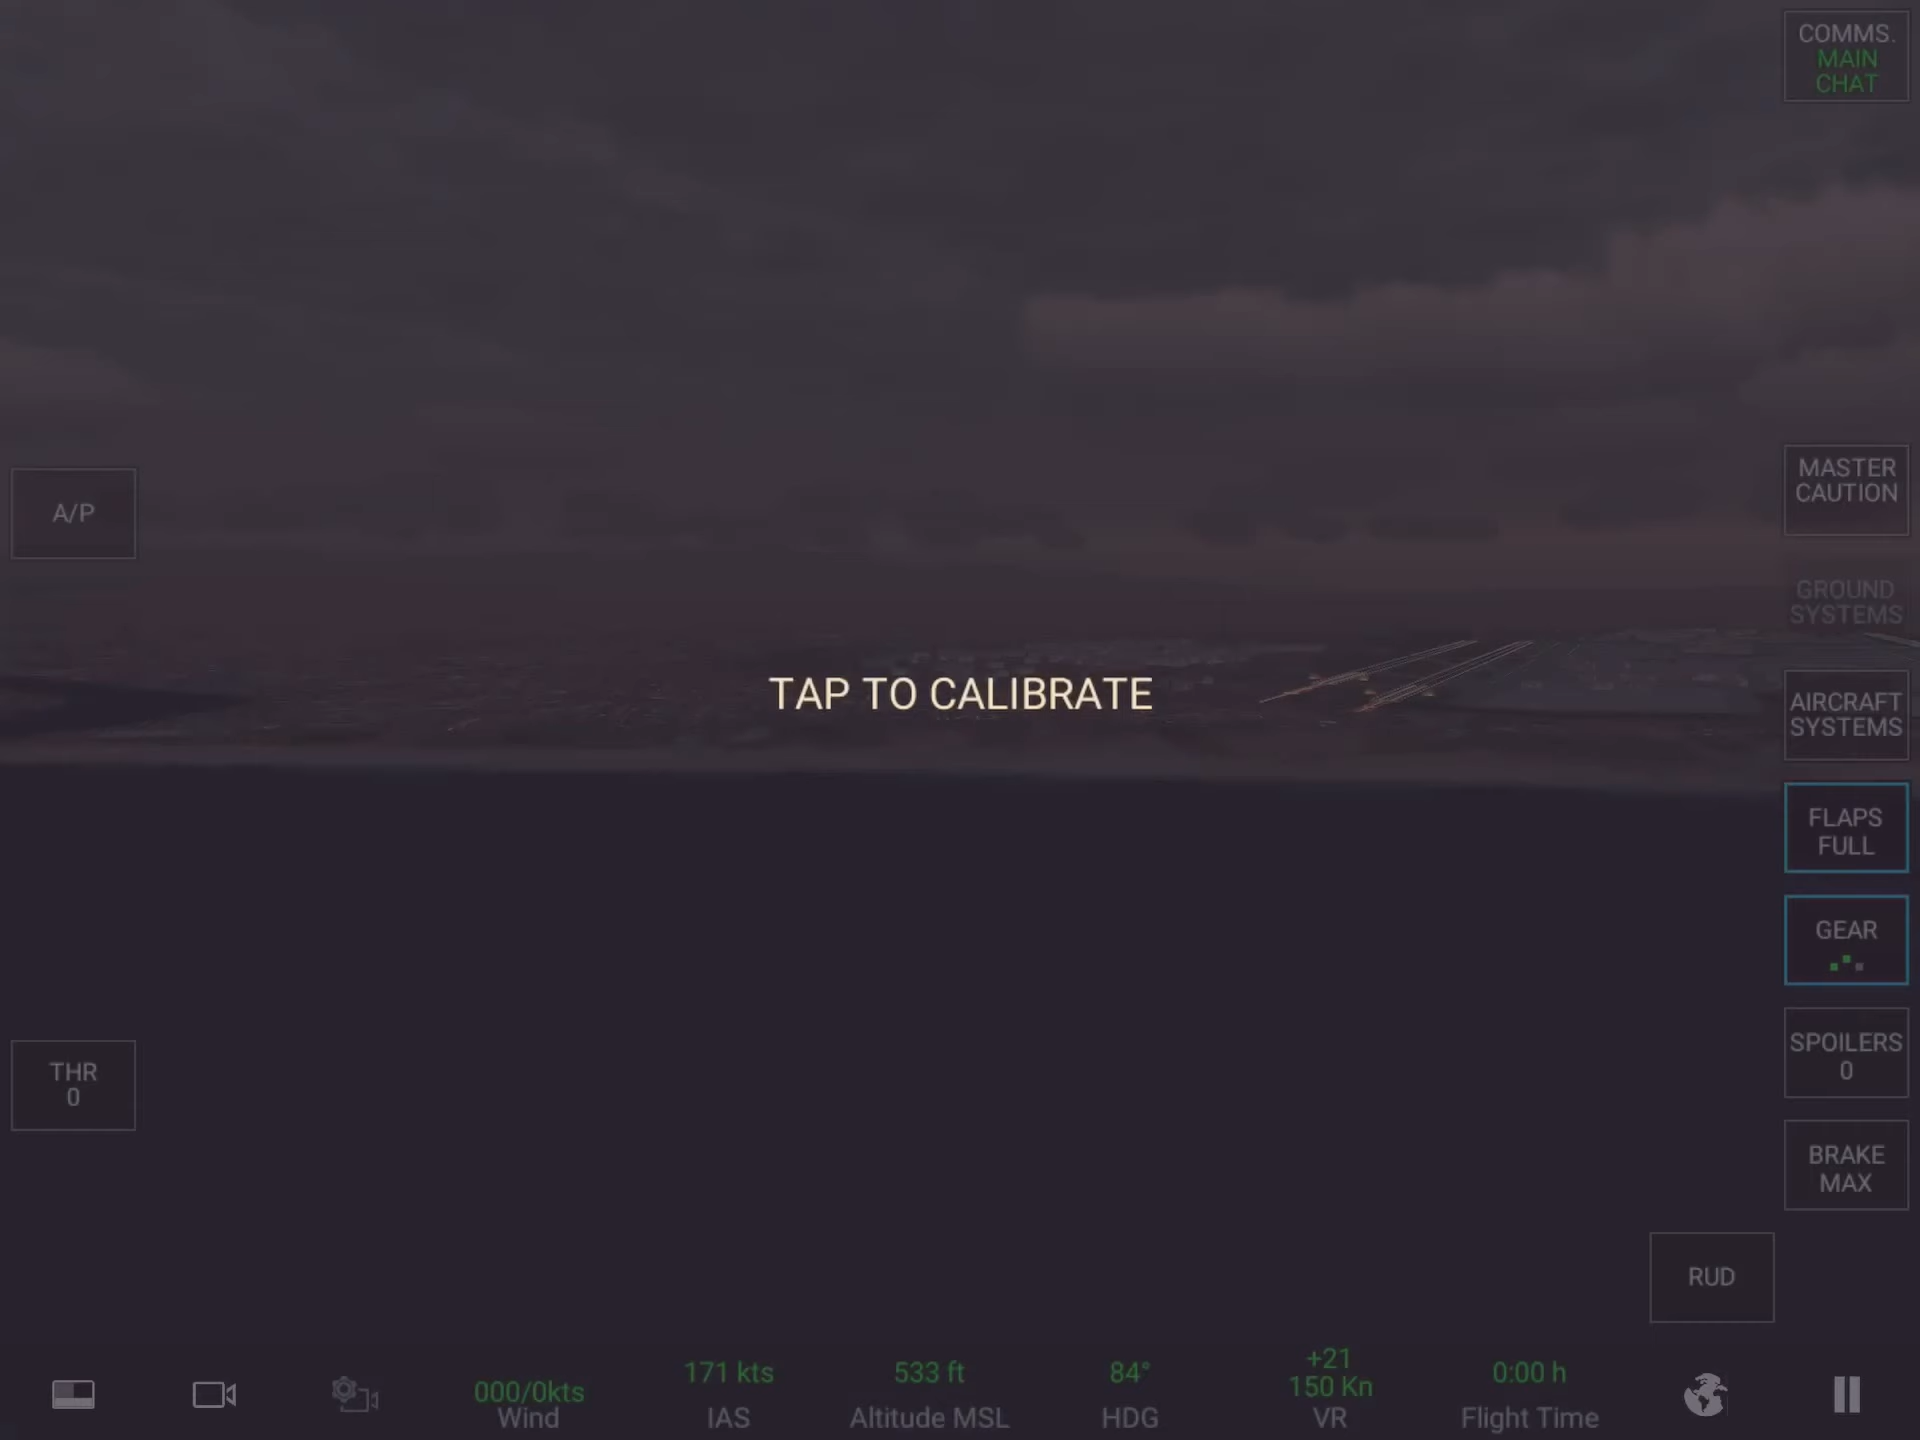 COMMS.
MAIN
CHAT
MASTER
CAUTION
A/P
GROUND
SYSTEMS
TAP TO CALIBRATE
AIRCRAFT
SYSTEMS
FLAPS
FULL
GEAR
SPOILERS
0
THR
0
BRAKE
MAX
RUD
000/0kts
Wind
171 kts
IAS
533 ft
Altitude MSL
84°
HDG
+21
150 Kn
VR
0:00 h
Flight Time